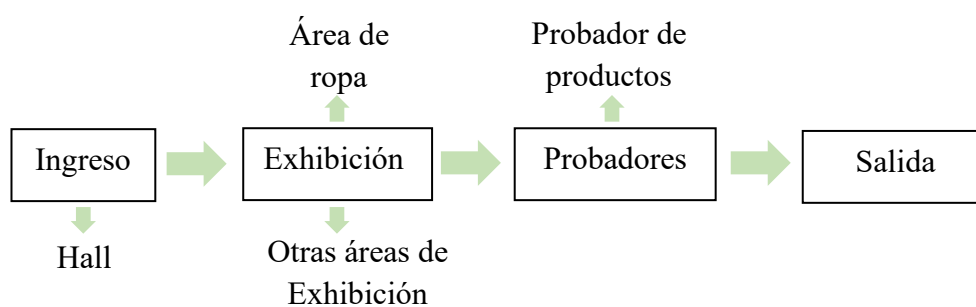 Área de
ropa
Probador de
productos
Ingreso
Exhibición
Probadores
Salida
Hall
Otras áreas de
Exhibición